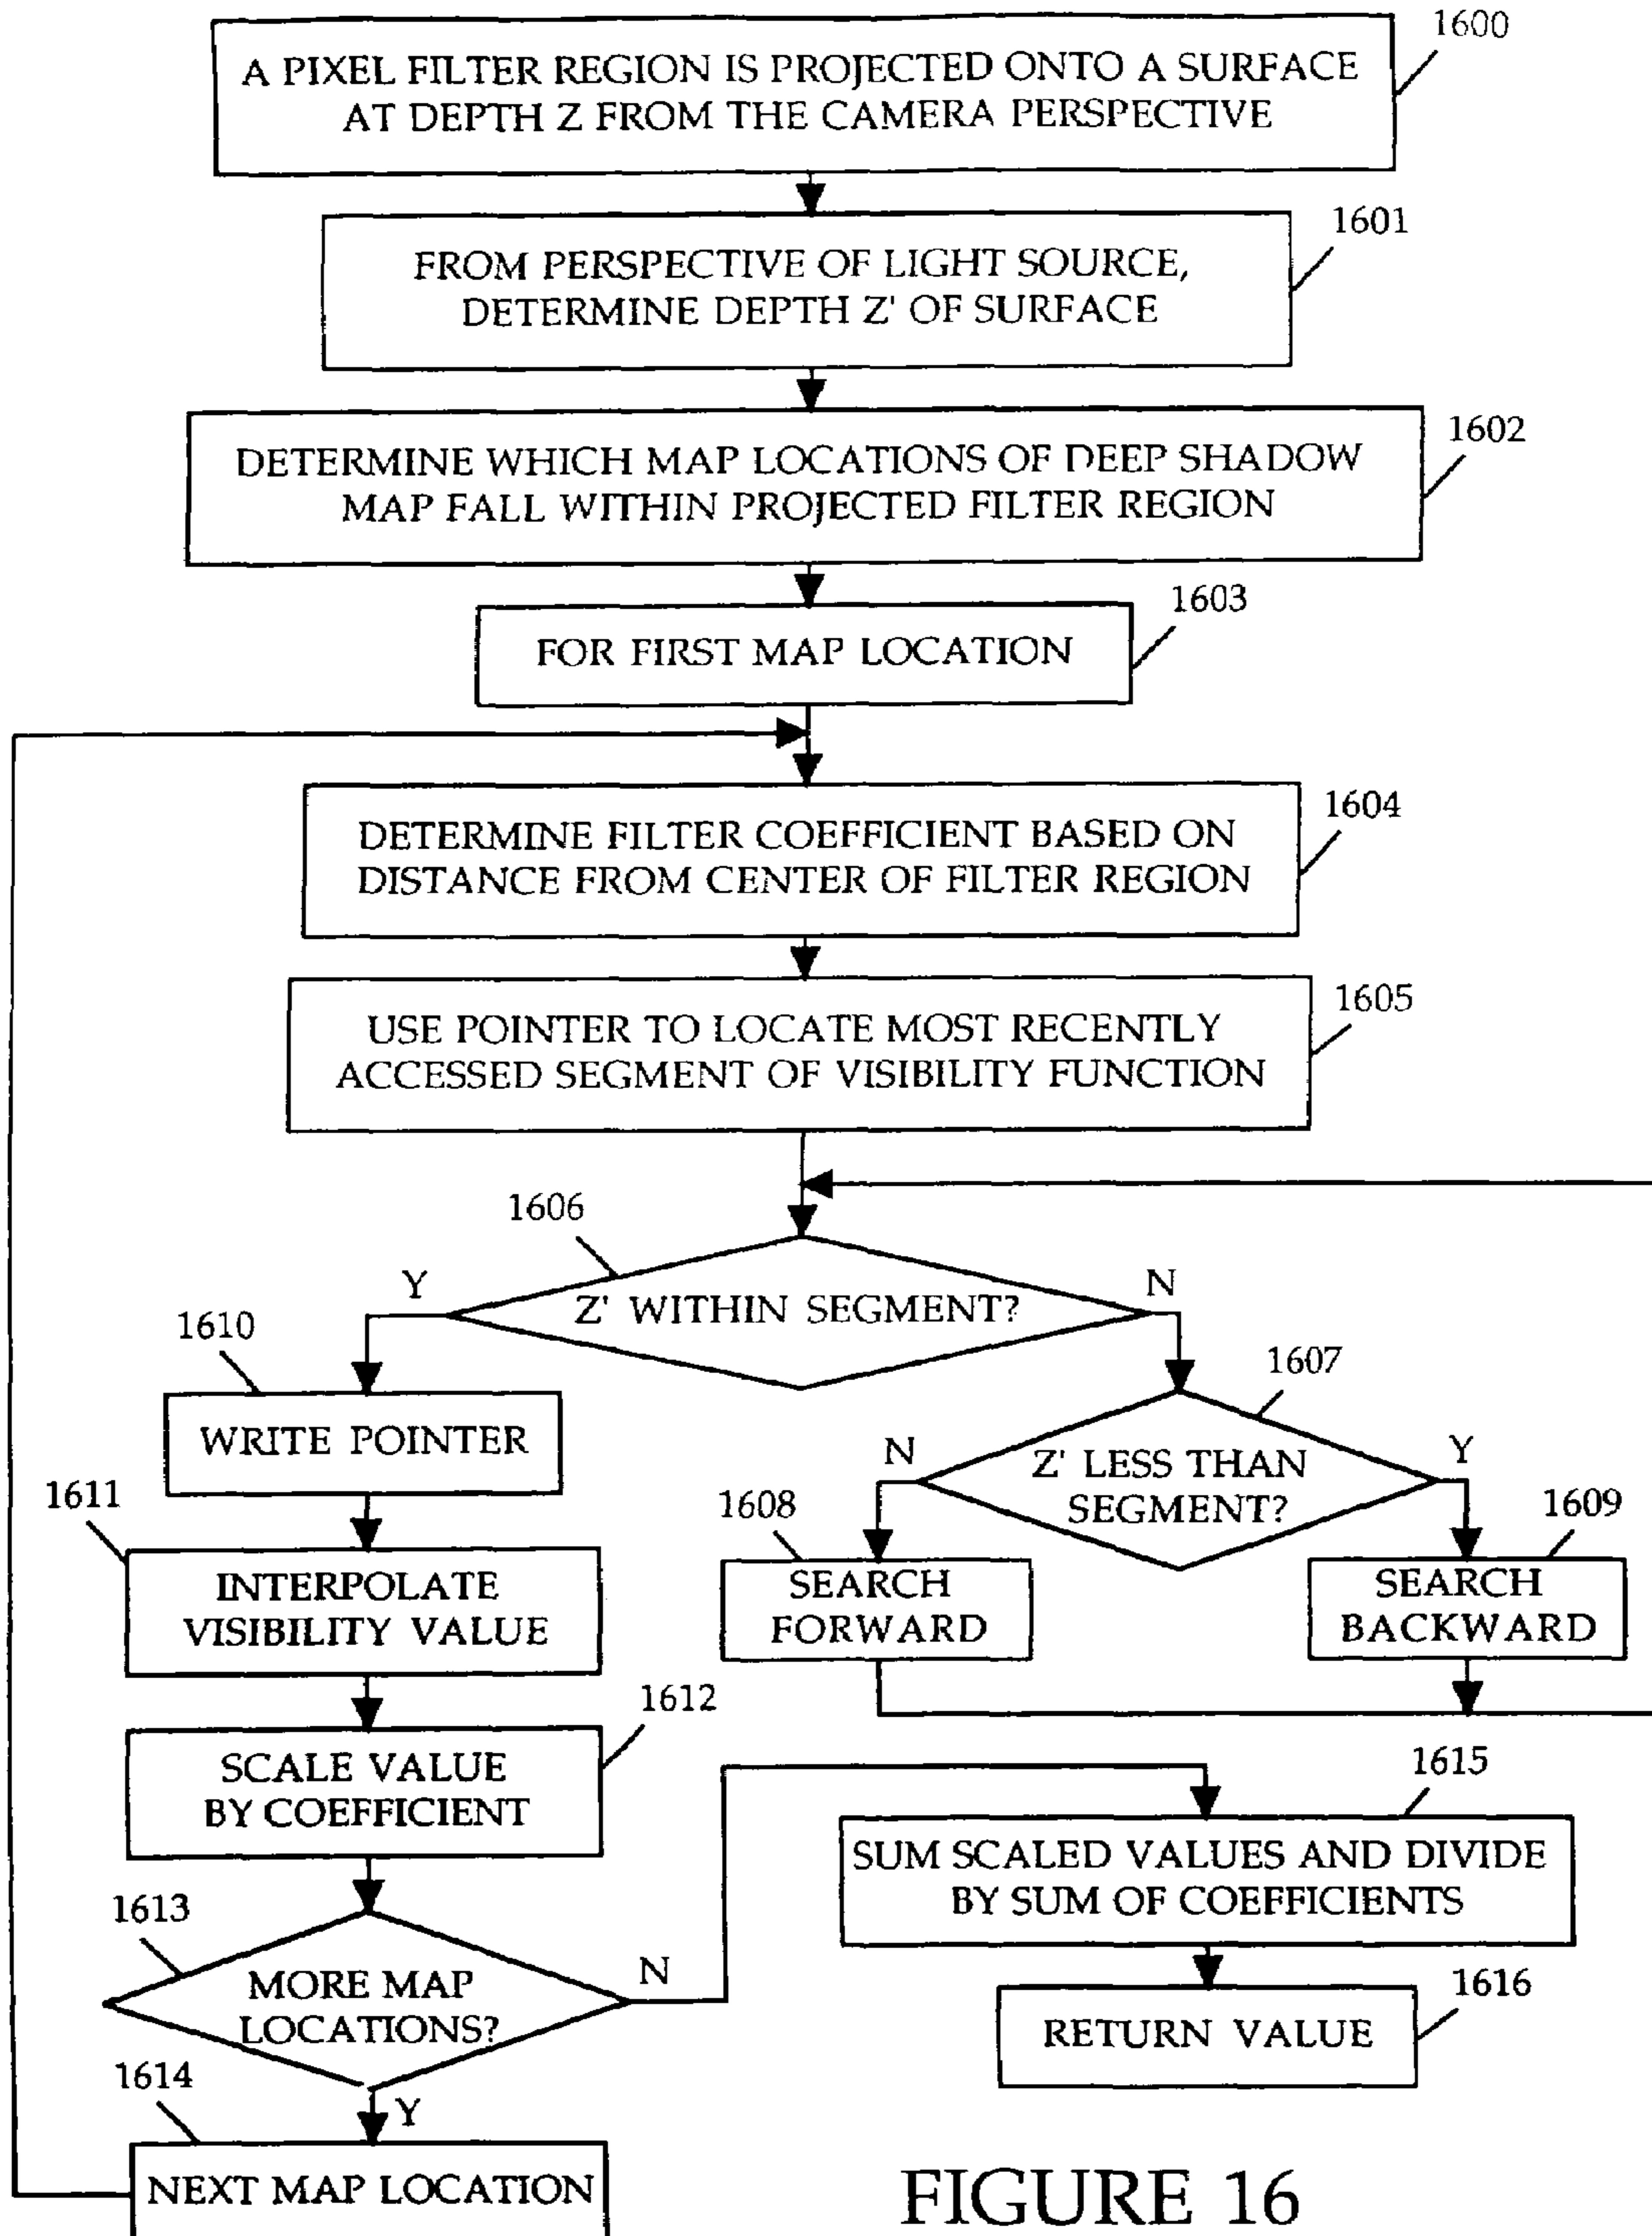 1600
A PIXEL FILTER REGION IS PROJECTED ONTO A SURFACE
AT DEPTH Z FROM THE CAMERA PERSPECTIVE
1601
FROM PERSPECTIVE OF LIGHT SOURCE,
DETERMINE DEPTH Z' OF SURFACE
1602
DETERMINE WHICH MAP LOCATIONS OF DEEP SHADOW
MAP FALL WITHIN PROJECTED FILTER REGION
1603
FOR FIRST MAP LOCATION
1604
DETERMINE FILTER COEFFICIENT BASED ON
DISTANCE FROM CENTER OF FILTER REGION
1605
USE POINTER TO LOCATE MOST RECENTLY
ACCESSED SEGMENT OF VISIBILITY FUNCTION
1606
Y
Z' WITHIN SEGMENT?
N
1610
WRITE POINTER
1607
N
Z' LESS THAN
SEGMENT?
Y
1611
INTERPOLATE
VISIBILITY VALUE
1608
SEARCH
FORWARD
1609
SEARCH
BACKWARD
1612
SCALE VALUE
BY COEFFICIENT
1615
SUM SCALED VALUES AND DIVIDE
BY SUM OF COEFFICIENTS
1613
MORE MAP
LOCATIONS?
N
1616
RETURN VALUE
1614
Y
NEXT MAP LOCATION
FIGURE 16